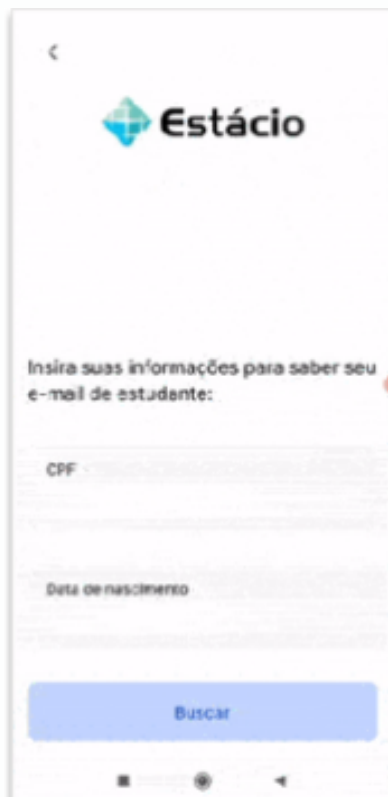 Estácio
Insira suas informações para saber seu
e-mail de estudante:
CPF
Data de nascimento
Buscar